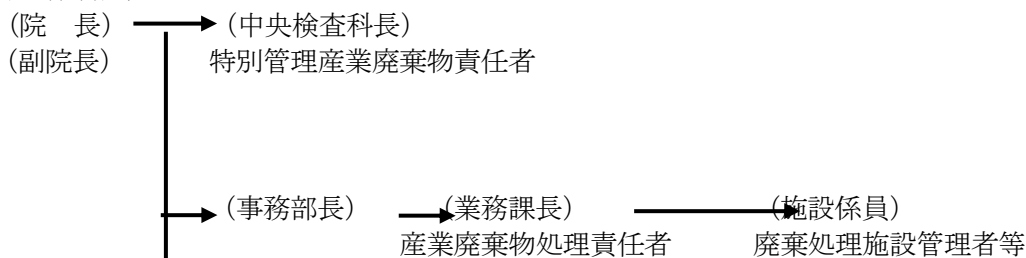 (院　長) (中央検査科長)
(副院長) 特別管理産業廃棄物責任者
(事務部長) (業務課長) (施設係員)
産業廃棄物処理責任者 廃棄処理施設管理者等